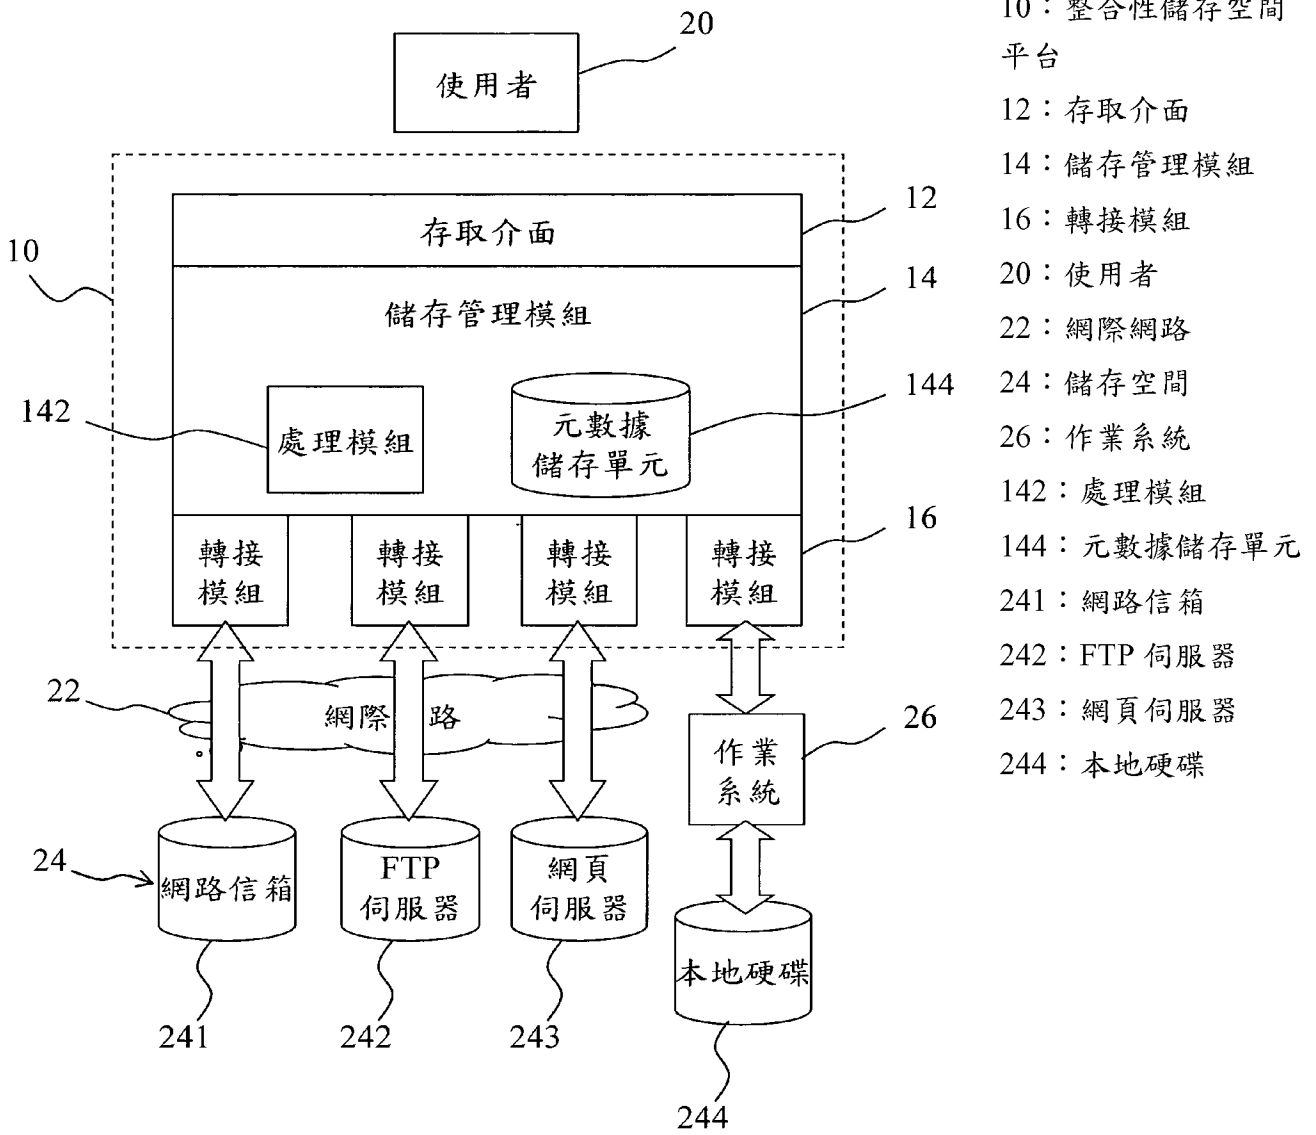 20
使用者
存取介面
12
10
儲存管理模組
14
142
處理模組
元數據
儲存單元
144
轉接
模組
轉接
模組
轉接
模組
轉接
模組
16
22
網際 路
作業
系統
26
24
網路信箱
FTP
伺服器
網頁
伺服器
本地硬碟
241
242
243
244
10：整合性儲存空間
平台
12：存取介面
14：儲存管理模組
16：轉接模組
20：使用者
22：網際網路
24：儲存空間
26：作業系統
142：處理模組
144：元數據儲存單元
241：網路信箱
242：FTP 伺服器
243：網頁伺服器
244：本地硬碟